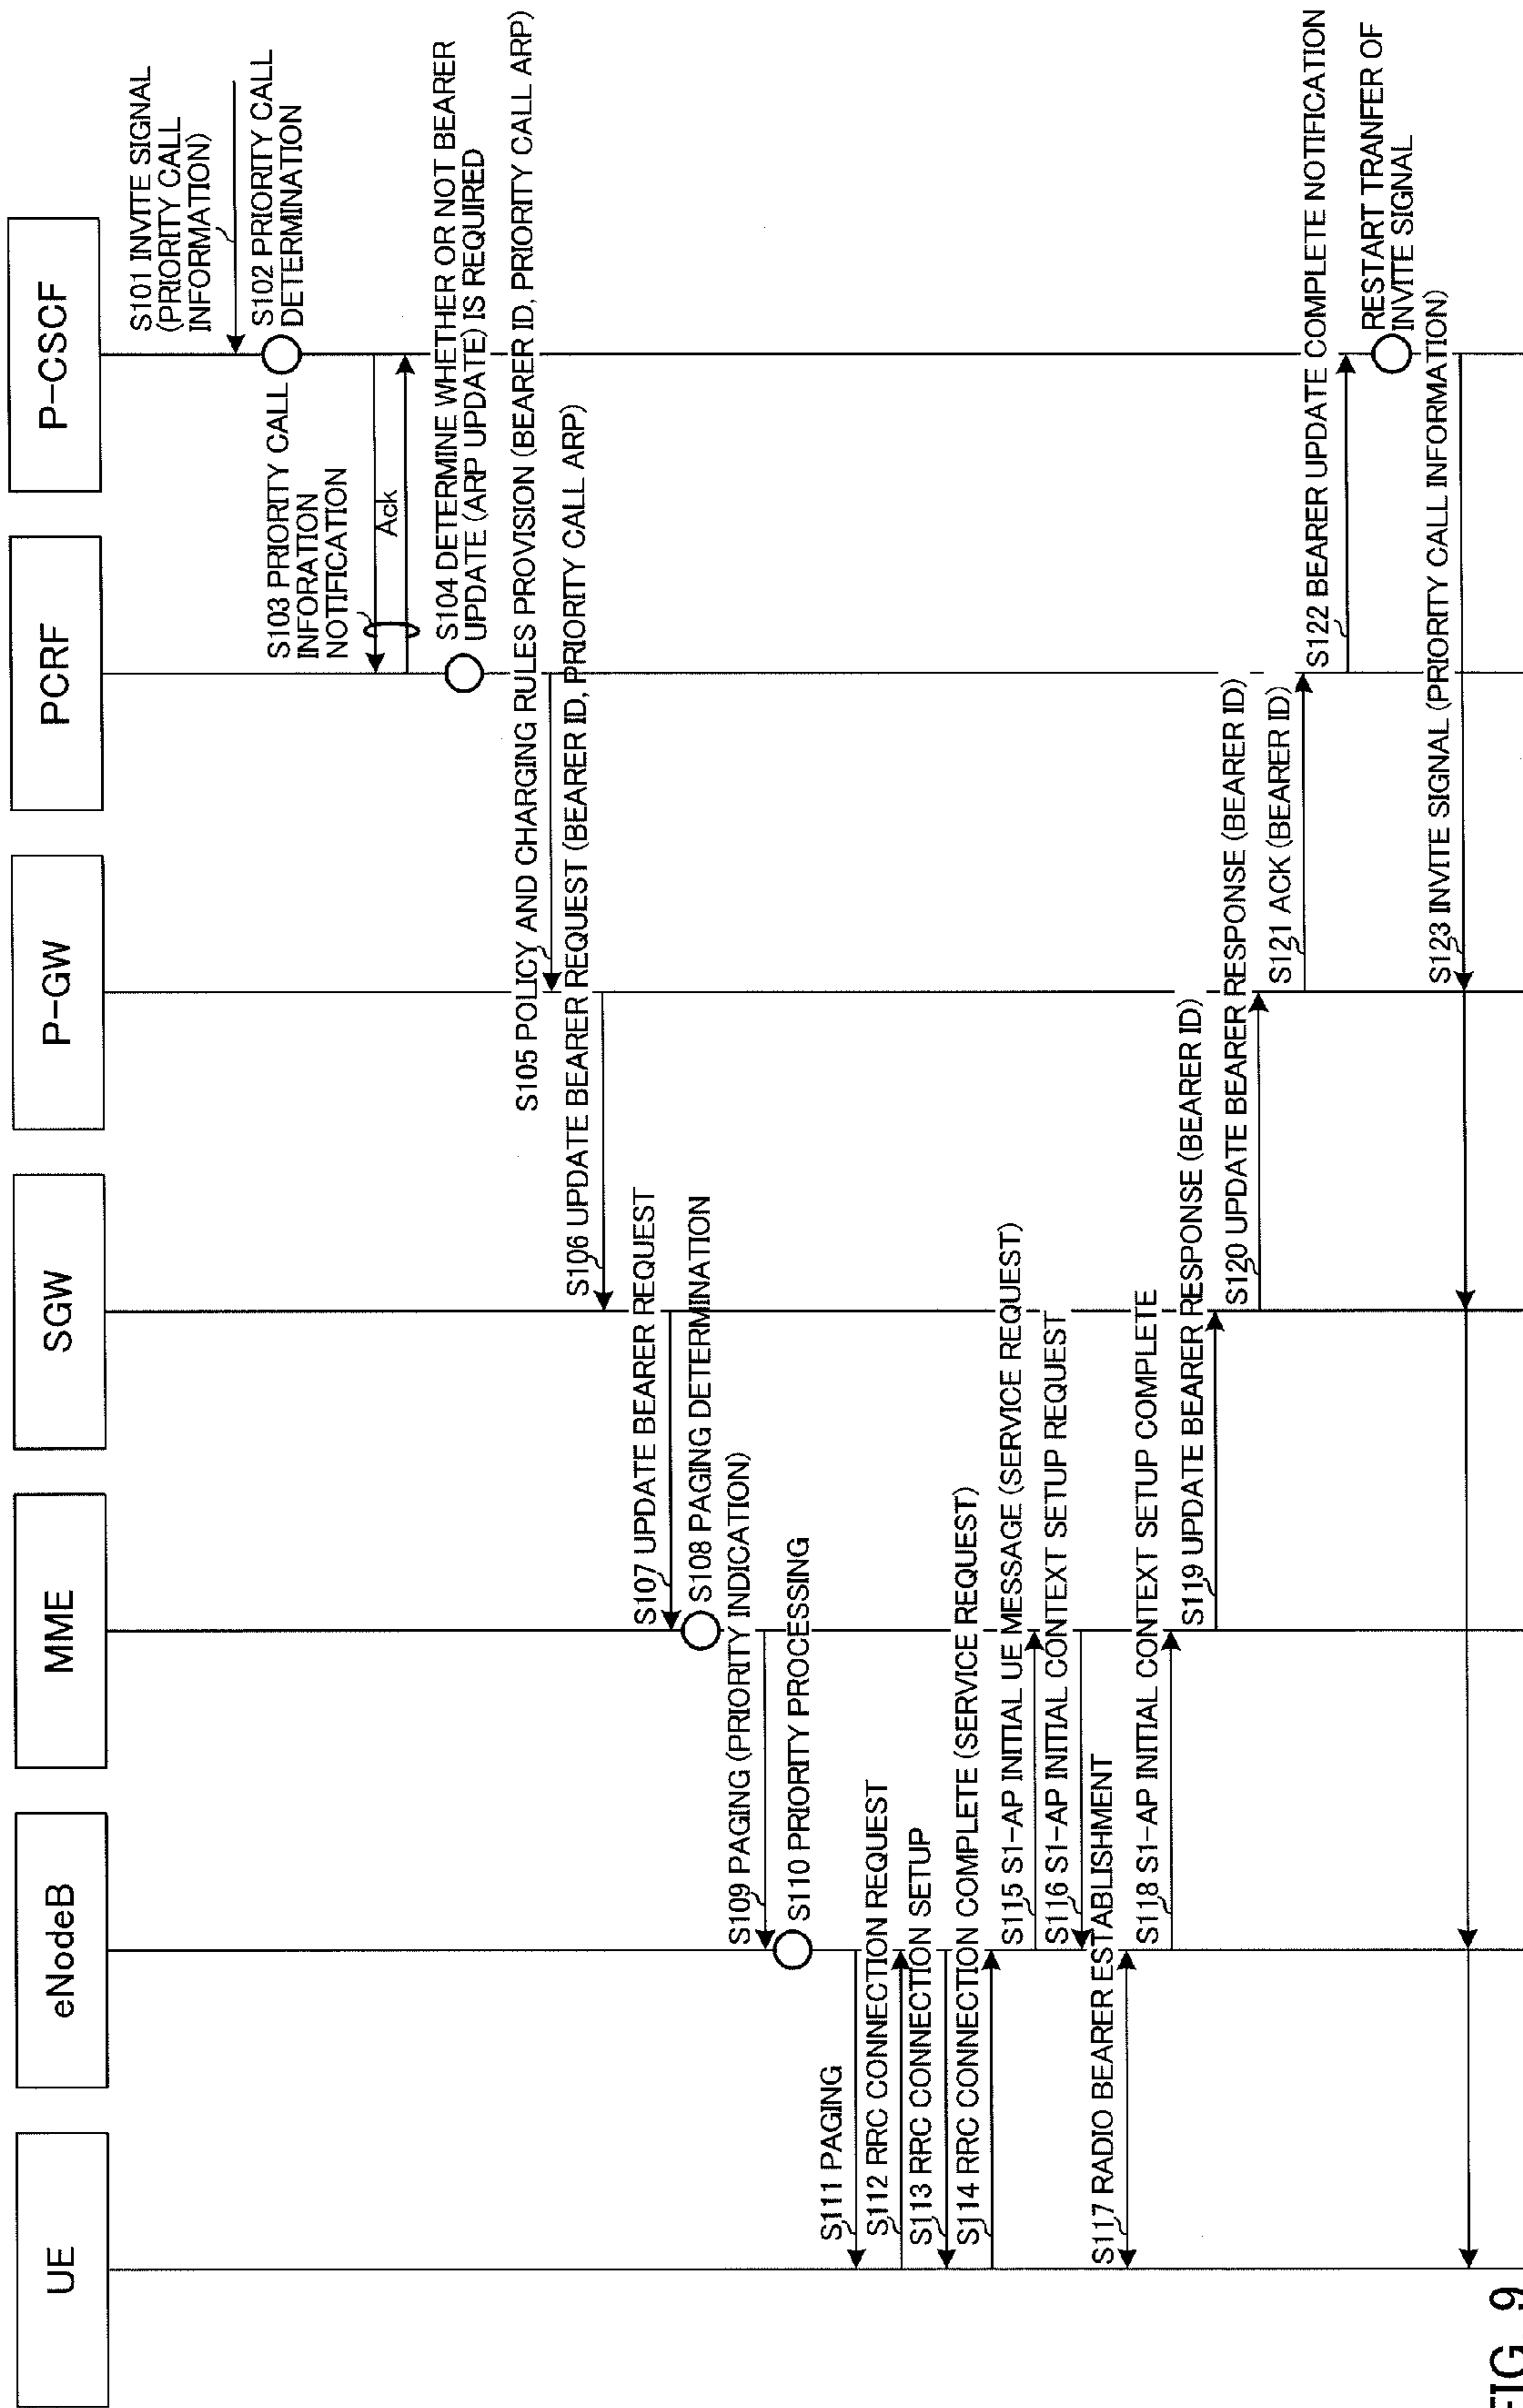 UE
eNodeB
MME
SGW
P-GW
PCRF
P-CSCF
S101 INVITE SIGNAL
(PRIORITY CALL
INFORMATION)
S102 PRIORITY CALL
DETERMINATION
S103 PRIORITY CALL
INFORATION
NOTIFICATION
Ack
S104 DETERMINE WHETHER OR NOT BEARER
UPDATE (ARP UPDATE) IS REQUIRED
S105 POLICY AND CHARGING RULES PROVISION (BEARER ID, PRIORITY CALL ARP)
S106 UPDATE BEARER REQUEST (BEARER ID, PRIORITY CALL ARP)
S107 UPDATE BEARER REQUEST
S108 PAGING DETERMINATION
S109 PAGING (PRIORITY INDICATION)
S110 PRIORITY PROCESSING
S111 PAGING
S112 RRC CONNECTION REQUEST
S113 RRC CONNECTION SETUP
S114 RRC CONNECTION COMPLETE (SERVICE REQUEST)
S115 S1-AP INITIAL UE MESSAGE (SERVICE REQUEST)
S116 S1-AP INITIAL CONTEXT SETUP REQUEST
S117 RADIO BEARER ESTABLISHMENT
S118 S1-AP INITIAL CONTEXT SETUP COMPLETE
S119 UPDATE BEARER RESPONSE (BEARER ID)
S120 UPDATE BEARER RESPONSE (BEARER ID)
S121 ACK (BEARER ID)
S122 BEARER UPDATE COMPLETE NOTIFICATION
RESTART TRANFER OF
INVITE SIGNAL
S123 INVITE SIGNAL (PRIORITY CALL INFORMATION)
FIG. 9